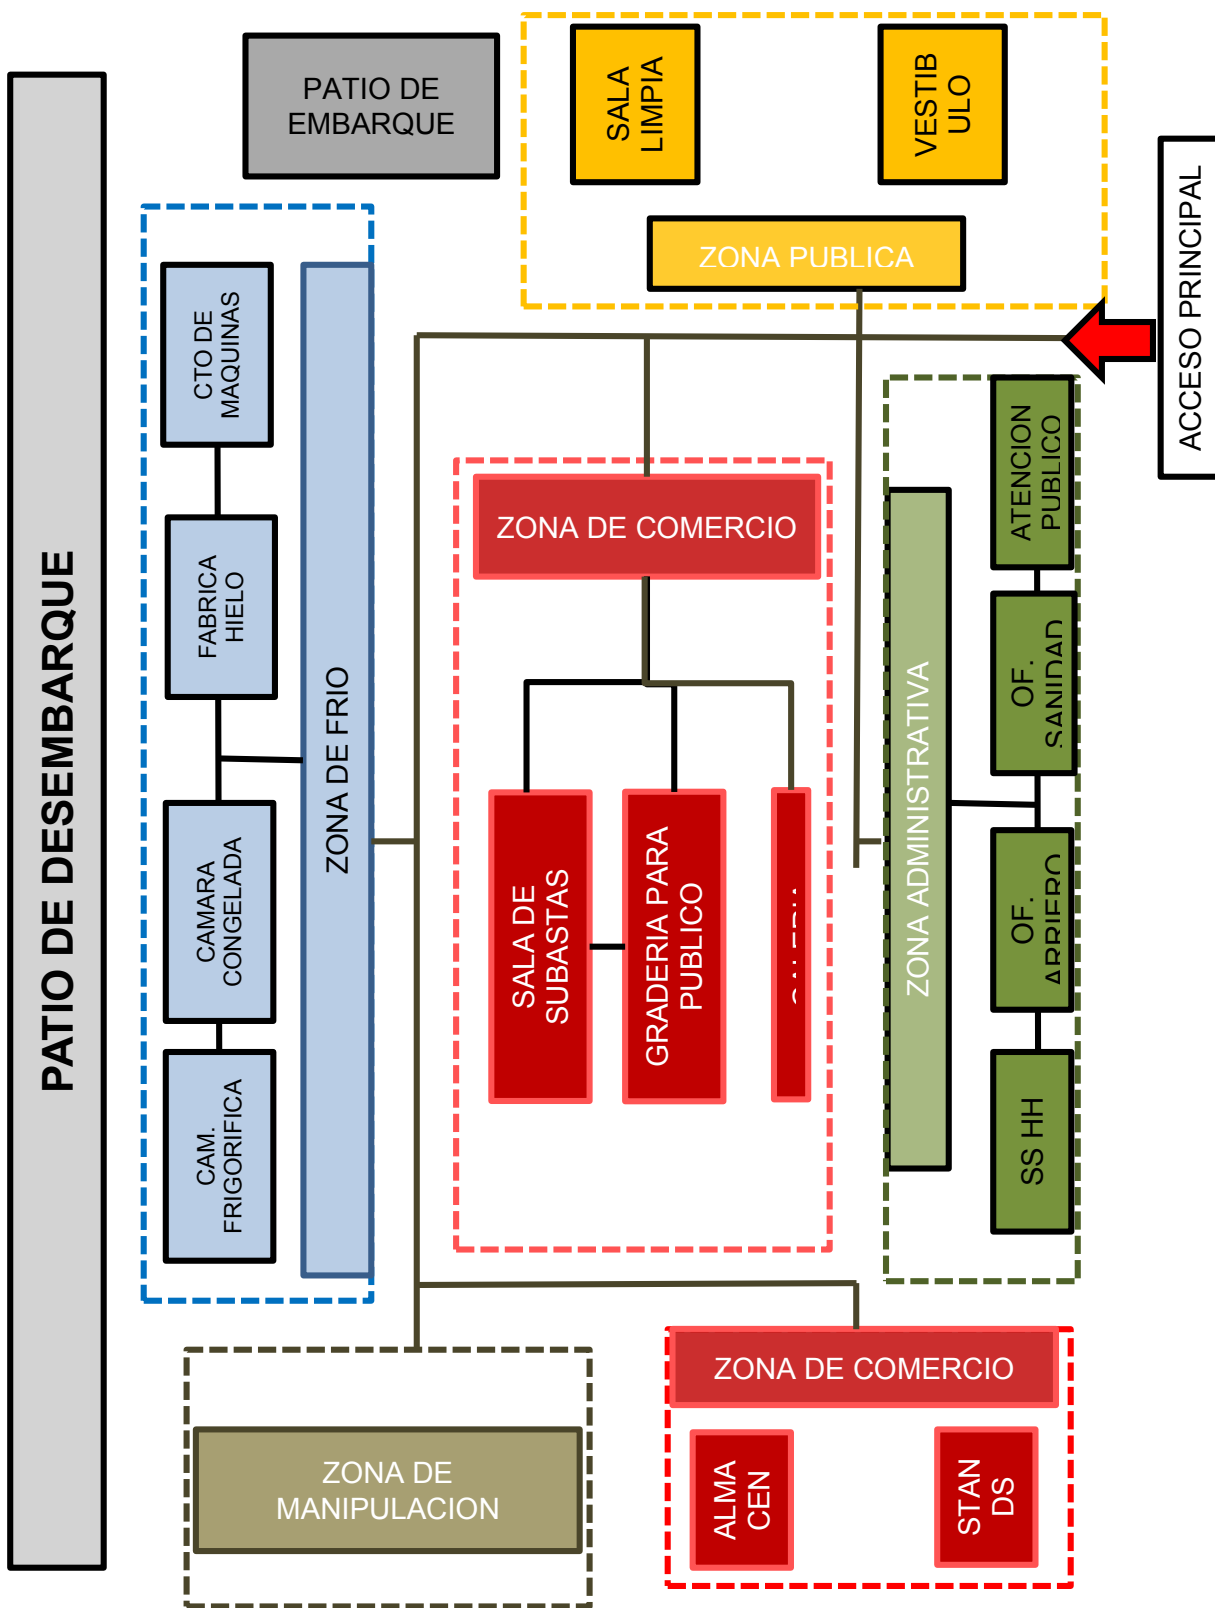 PATIO DE
EMBARQUE
SALA
LIMPIA
VESTIB
ULO
ZONA PUBLICA
ACCESO PRINCIPAL
PATIO DE DESEMBARQUE
CTO DE
MAQUINAS
FABRICA
HIELO
CAMARA
CONGELADA
CAM.
FRIGORIFICA
ZONA DE FRIO
ZONA DE COMERCIO
SALA DE
SUBASTAS
GRADERIA PARA
PUBLICO
ZONA ADMINISTRATIVA
ATENCION
PUBLICO
OF.
SANIDAD
OF.
ARRIERO
SS HH
ZONA DE
MANIPULACION
ZONA DE COMERCIO
ALMA
CEN
STAN
DS